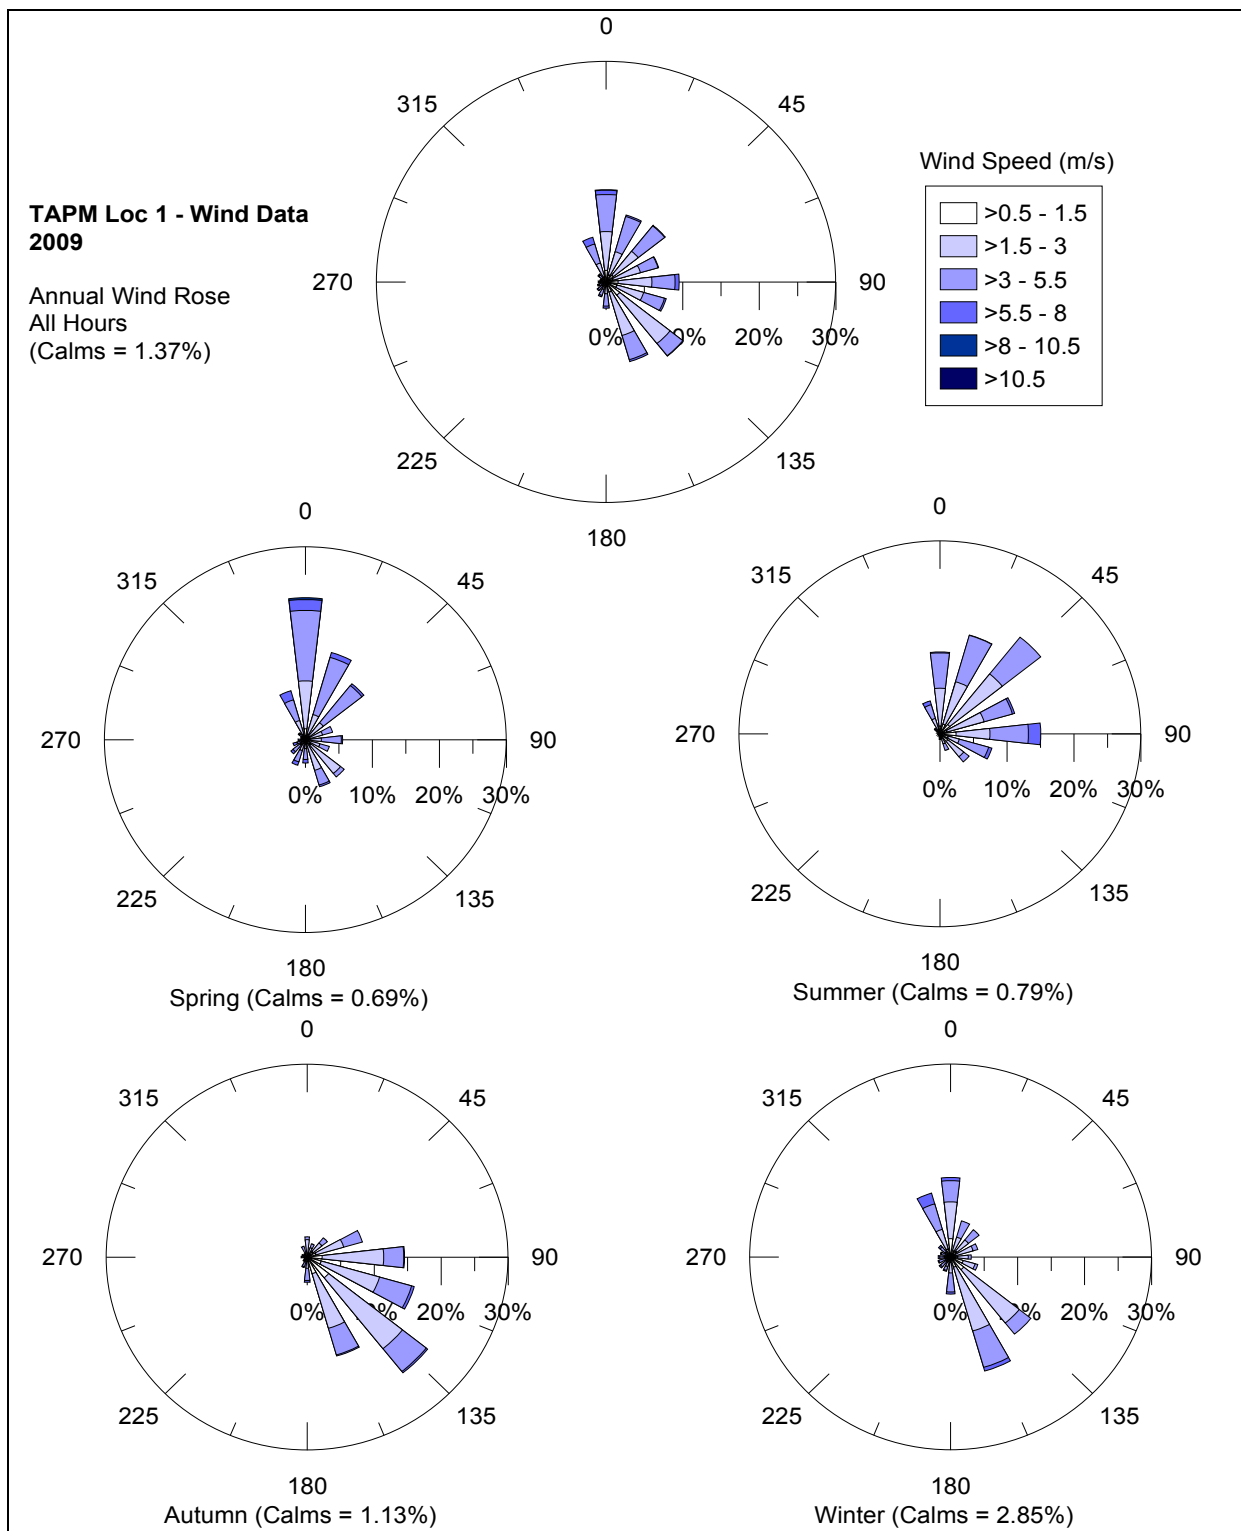 0
315
45
Wind Speed (m/s)
>0.5 - 1.5
>1.5 - 3
>3 - 5.5
>5.5 - 8
>8 - 10.5
>10.5
TAPM Loc 1 - Wind Data
2009
Annual Wind Rose
All Hours
(Calms = 1.37%)
270
90
0% 10% 20% 30%
225
135
180
0
315
45
270
90
0% 10% 20% 30%
225
135
180
Spring (Calms = 0.69%)
0
315
45
270
90
0% 10% 20% 30%
225
135
180
Summer (Calms = 0.79%)
0
315
45
270
90
0% 10% 20% 30%
225
135
180
Autumn (Calms = 1.13%)
0
315
45
270
90
0% 10% 20% 30%
225
135
180
Winter (Calms = 2.85%)